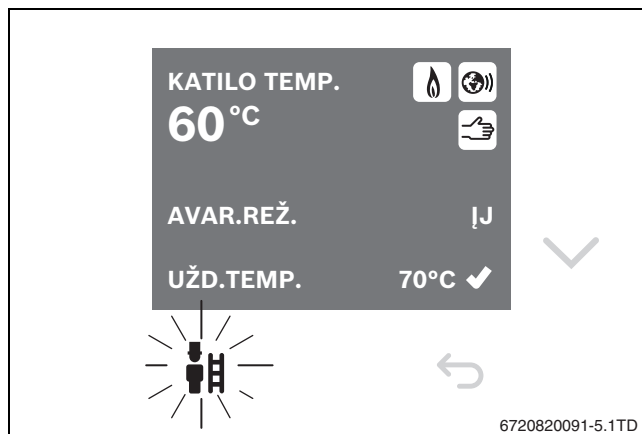 KATILO TEMP.
60°C
AVAR.REŽ. ĮJ
UŽD.TEMP. 70°C
6720820091-5.1TD